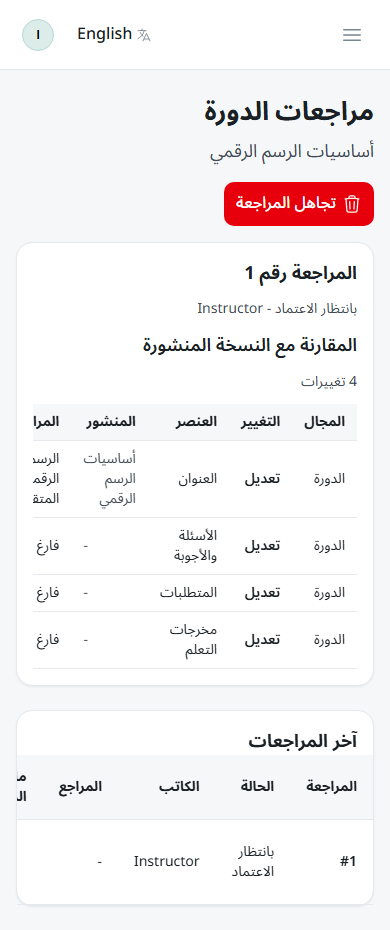 I English
مراجعات الدورة
أساسيات الرسم الرقمي
تجاهل المراجعة
المراجعة رقم 1
بانتظار الاعتماد - Instructor
المقارنة مع النسخة المنشورة
4 تغييرات
المجال التغيير العنصر المنشور
الدورة تعديل العنوان أساسيات الرسم الرقمي
الدورة تعديل الأسئلة والأجوبة - فارغ
الدورة تعديل المتطلبات - فارغ
الدورة تعديل مخرجات التعلم - فارغ
آخر المراجعات
المراجعة الحالة الكاتب المراجع
#1 بانتظار الاعتماد Instructor -